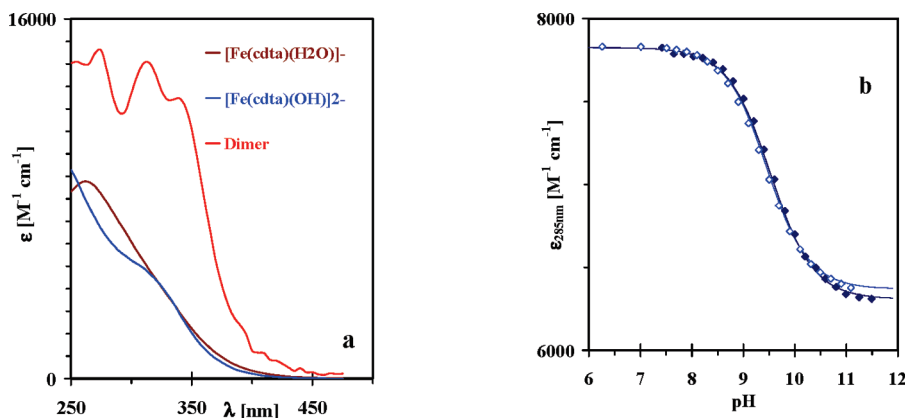 16000
a
[Fe(cdta)(H2O)]-
[Fe(cdta)(OH)]2-
Dimer
ε [M⁻¹ cm⁻¹]
0
250
350
450
λ [nm]
8000
b
ε285nm [M⁻¹ cm⁻¹]
6000
6
7
8
9
10
11
12
pH